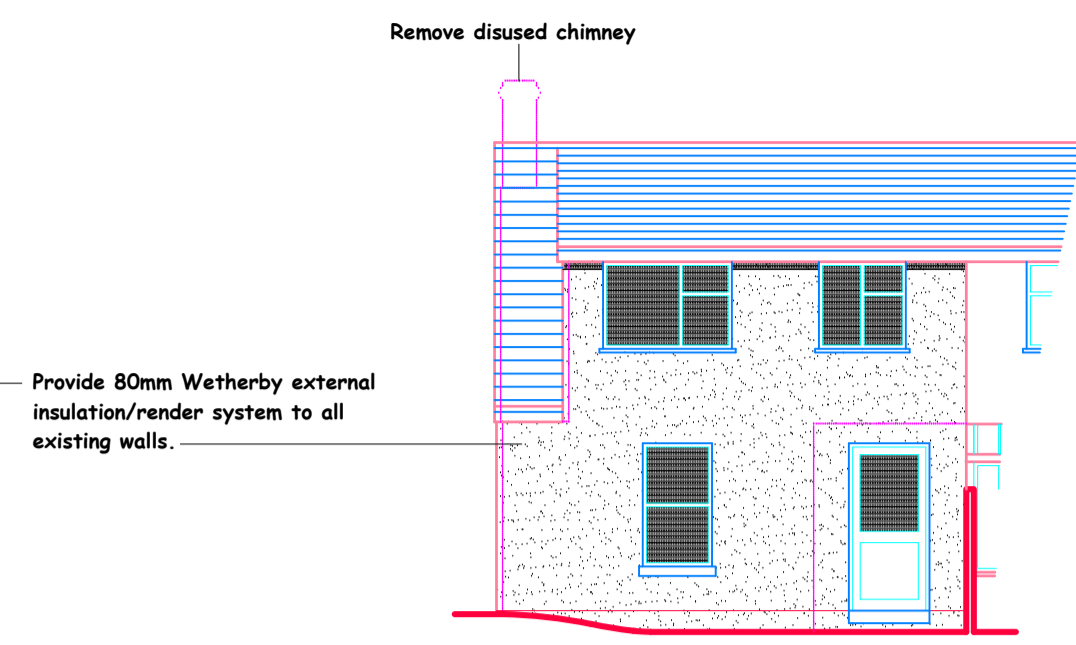 Remove disused chimney
Provide 80mm Wetherby external
insulation/render system to all
existing walls.